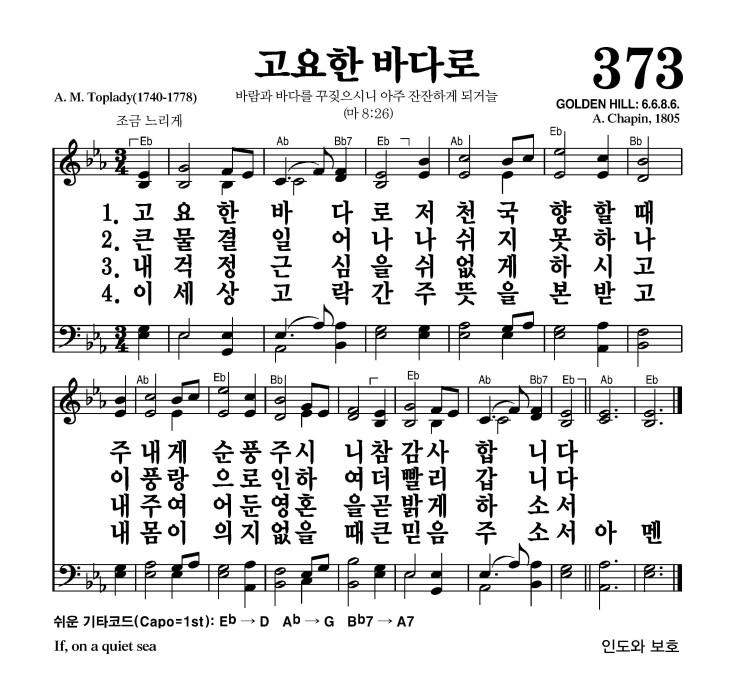 고요한 바다로
373
A. M. Toplady(1740-1778)
바람과 바다를 꾸짖으시니 아주 잔잔하게 되거늘
(마 8:26)
GOLDEN HILL: 6.6.8.6.
A. Chapin, 1805
조금 느리게
Eb Ab Bb7 Eb Ab Eb Bb
3/4
1. 고 요 한 바 다 로 저 천 국 향 할 때
2. 큰 물 결 일 어 나 나 쉬 지 못 하 나
3. 내 걱 정 근 심 을 쉬 없 게 하 시 고
4. 이 세 상 고 락 간 주 뜻 을 본 받 고
3/4
Ab Eb Bb Eb Ab Bb7 Eb Ab Eb
주 내 게 순 풍 주 시 니 참 감 사 합 니 다
이 풍 랑 으 로 인 하 여 더 빨 리 갑 니 다
내 주 여 어 둔 영 혼 을 곧 밝 게 하 소 서
내 몸 이 의 지 없 을 때 큰 믿 음 주 소 서 아 멘
쉬운 기타코드(Capo=1st): Eb → D Ab → G Bb7 → A7
If, on a quiet sea
인도와 보호